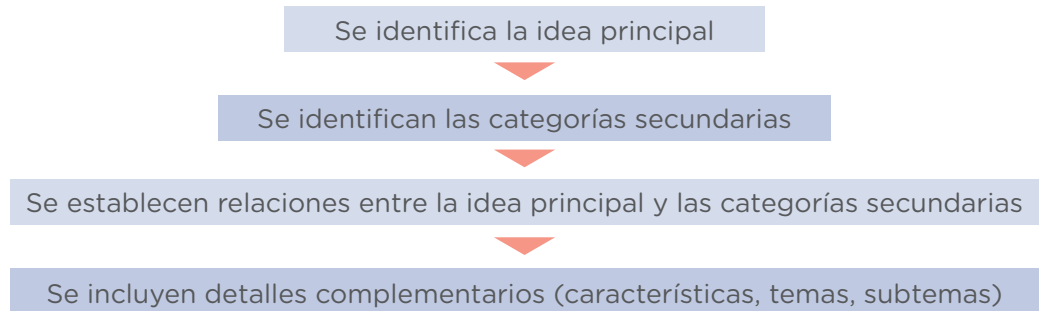 Se identifica la idea principal
Se identifican las categorías secundarias
Se establecen relaciones entre la idea principal y las categorías secundarias
Se incluyen detalles complementarios (características, temas, subtemas)